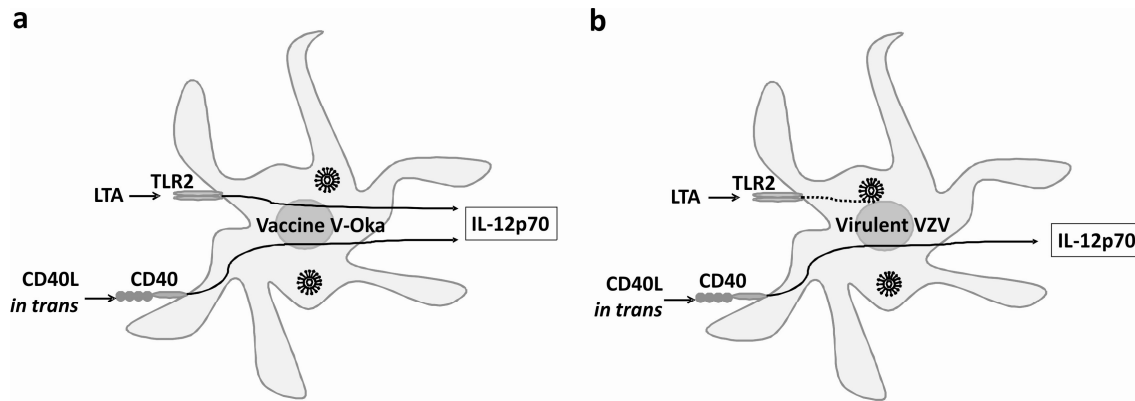 a
TLR2
LTA
Vaccine V-Oka
IL-12p70
CD40L
CD40
in trans
b
TLR2
LTA
Virulent VZV
IL-12p70
CD40L
CD40
in trans